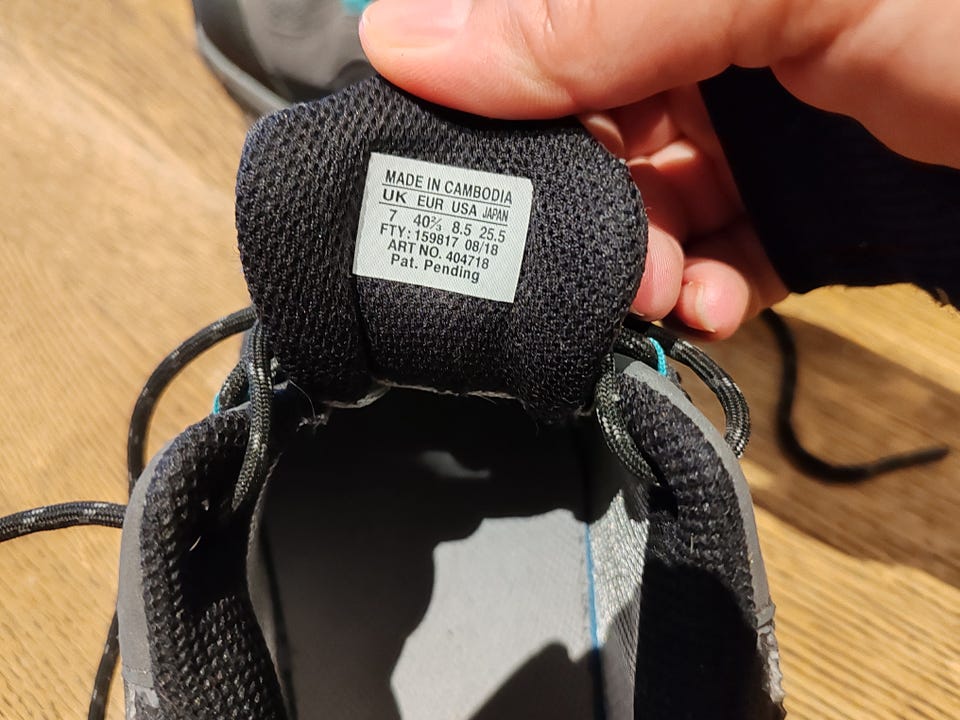 MADE IN CAMBODIA
UK EUR USA JAPAN
7 40⅔ 8.5 25.5
FTY: 159817 08/18
ART NO. 404718
Pat. Pending